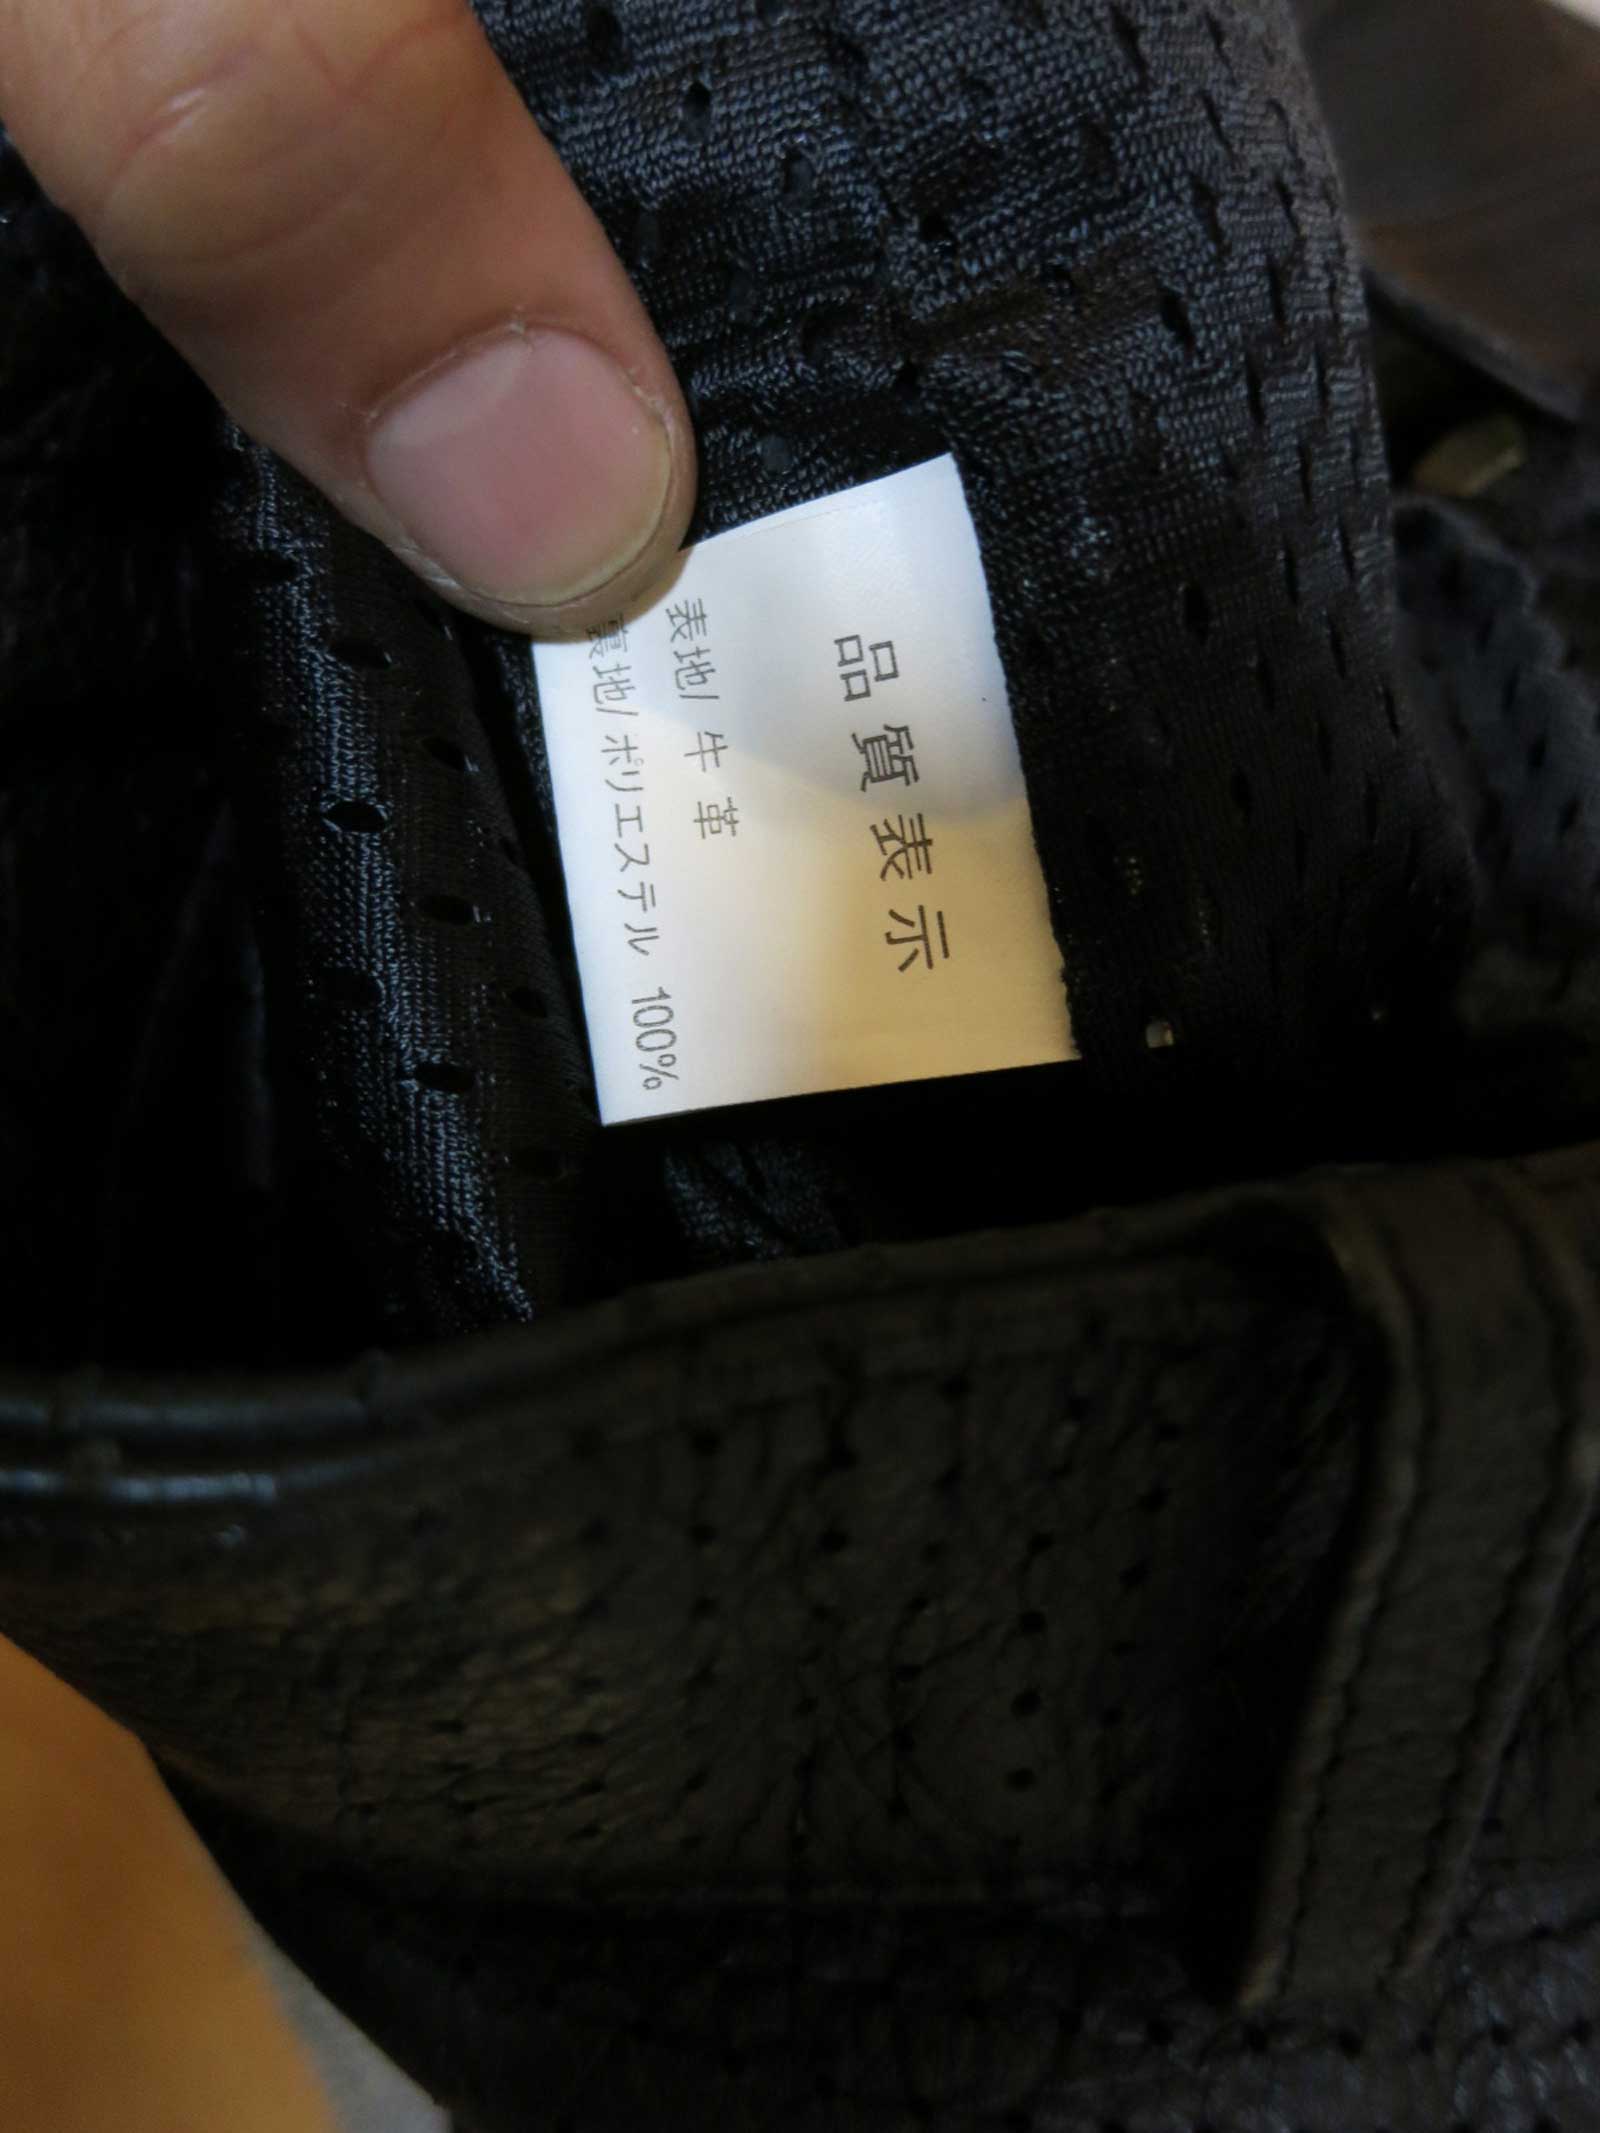 品質表示
表地/ 牛革
裏地/ ポリエステル 100%